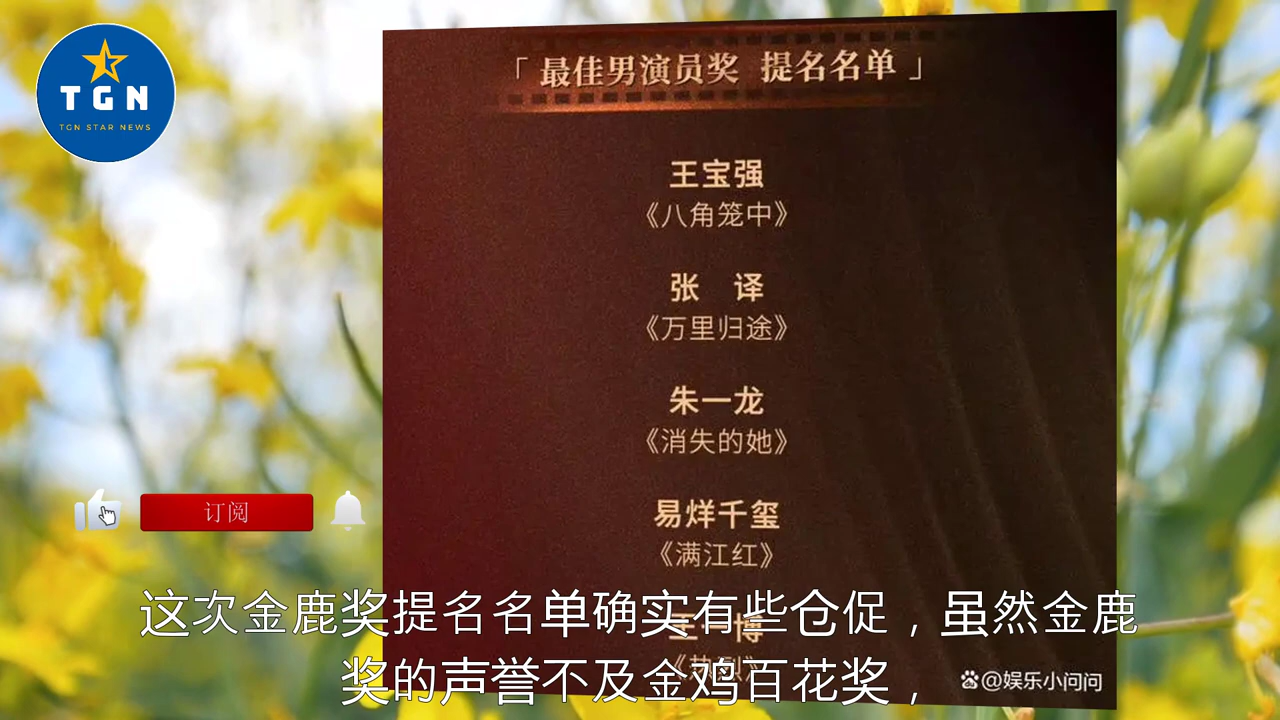 TGN
TGN STAR NEWS
「 最佳男演员奖 提名名单 」
王宝强
《八角笼中》
张 译
《万里归途》
朱一龙
《消失的她》
易烊千玺
《满江红》
订阅
这次金鹿奖提名名单确实有些仓促，虽然金鹿
奖的声誉不及金鸡百花奖，
@娱乐小问问